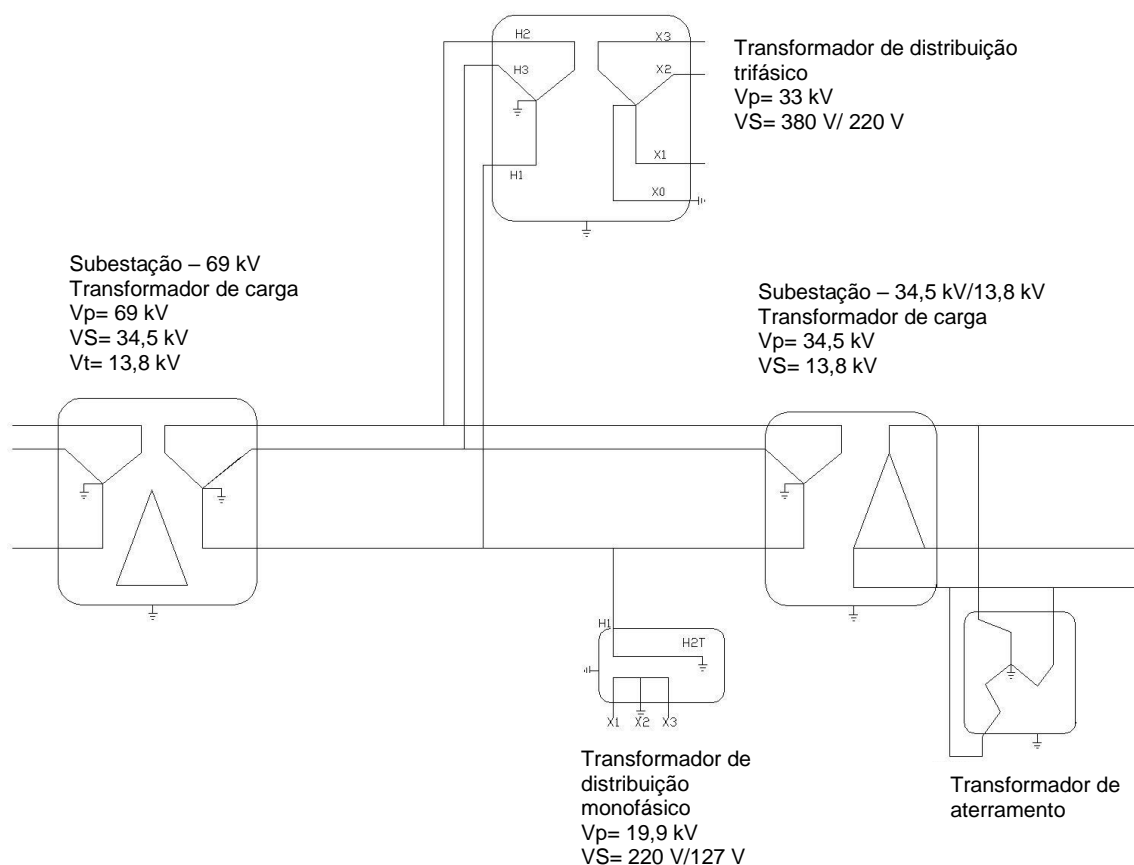 H2
H3
H1
X3
X2
X1
X0
Transformador de distribuição
trifásico
Vp= 33 kV
VS= 380 V/ 220 V
Subestação – 69 kV
Transformador de carga
Vp= 69 kV
VS= 34,5 kV
Vt= 13,8 kV
Subestação – 34,5 kV/13,8 kV
Transformador de carga
Vp= 34,5 kV
VS= 13,8 kV
H1
H2T
X1 X2 X3
Transformador de
distribuição
monofásico
Vp= 19,9 kV
VS= 220 V/127 V
Transformador de
aterramento